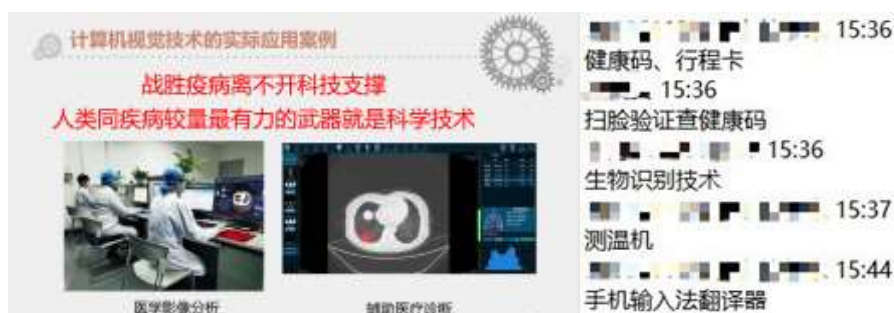 计算机视觉技术的实际应用案例
战胜疫病离不开科技支撑
人类同疾病较量最有力的武器就是科学技术
医学影像分析
辅助医疗诊断
15:36
健康码、行程卡
15:36
扫脸验证查健康码
15:36
生物识别技术
15:37
测温机
15:44
手机输入法翻译器